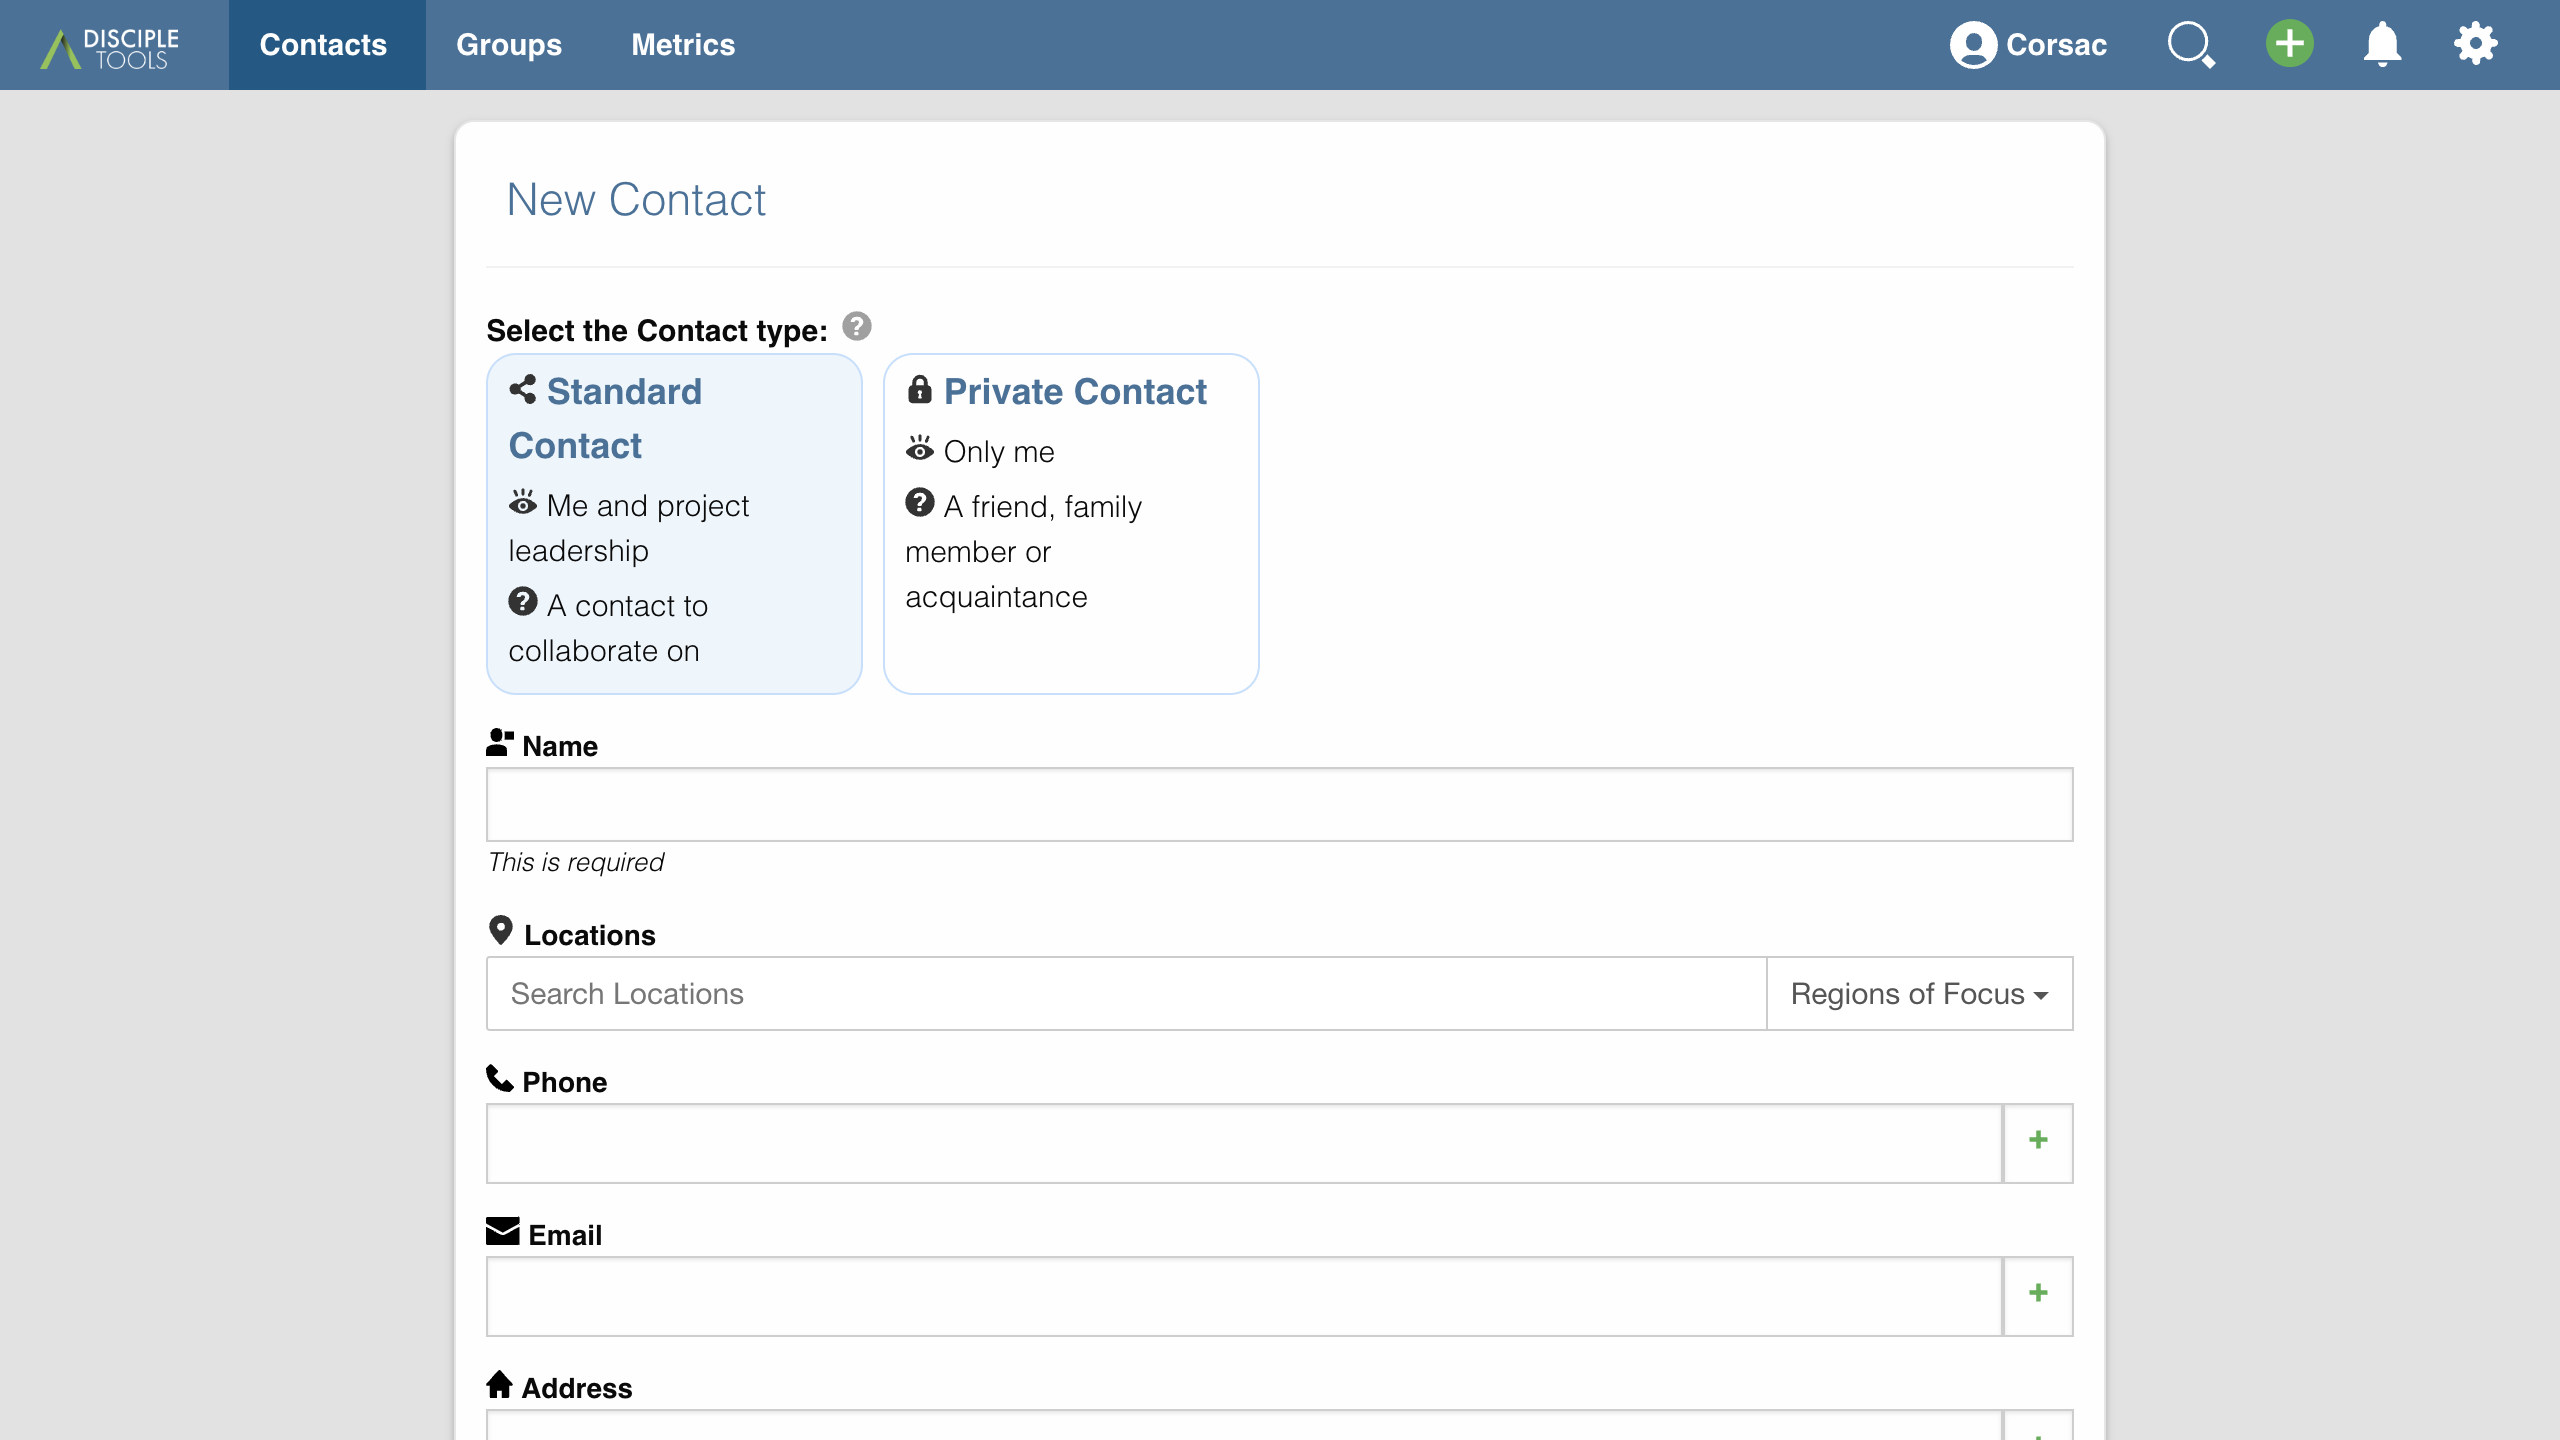 DISCIPLE
TOOLS
Contacts
Groups
Metrics
Corsac
New Contact
Select the Contact type: ?
Standard
Contact
Me and project
leadership
? A contact to
collaborate on
Private Contact
Only me
? A friend, family
member or
acquaintance
Name
This is required
Locations
Search Locations
Regions of Focus
Phone
+
Email
+
Address